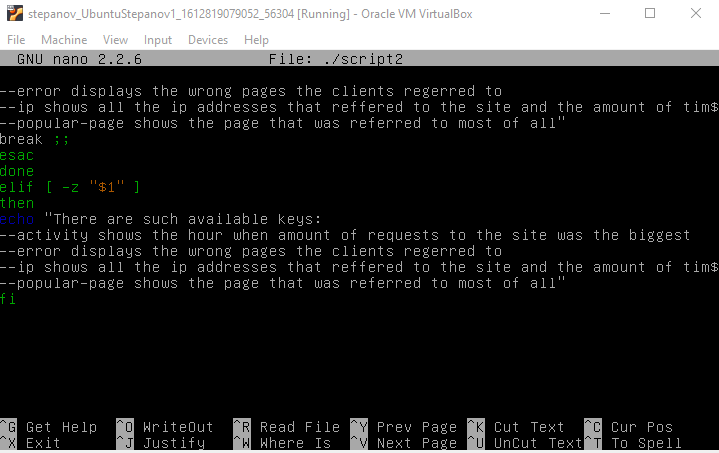 stepanov_UbuntuStepanov1_1612819079052_56304 [Running] - Oracle VM VirtualBox
File Machine View Input Devices Help
GNU nano 2.2.6 File: ./script2
--error displays the wrong pages the clients regerred to
--ip shows all the ip addresses that reffered to the site and the amount of tim$
--popular-page shows the page that was referred to most of all"
break ;;
esac
done
elif [ -z "$1" ]
then
echo "There are such available keys:
--activity shows the hour when amount of requests to the site was the biggest
--error displays the wrong pages the clients regerred to
--ip shows all the ip addresses that reffered to the site and the amount of tim$
--popular-page shows the page that was referred to most of all"
fi
^G Get Help ^O WriteOut ^R Read File ^Y Prev Page ^K Cut Text ^C Cur Pos
^X Exit ^J Justify ^W Where Is ^V Next Page ^U UnCut Text ^T To Spell